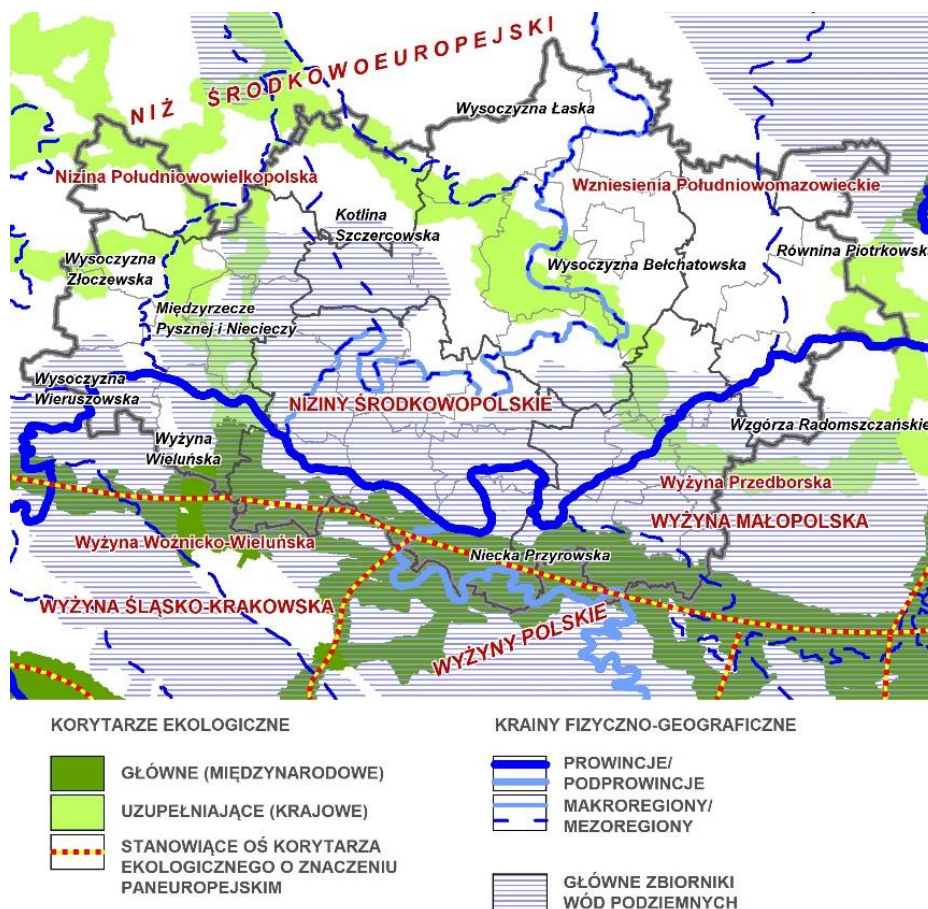 NIŻ ŚRODKOWOEUROPEJSKI
Wysoczyzna Łaska
Nizina Południowowielkopolska
Wzniesienia Południowomazowieckie
Kotlina
Szczercowska
Wysoczyzna
Złoczewska
Wysoczyzna Bełchatowska
Równina Piotrkowska
Międzyrzecze
Pysznej i Niecieczy
Wysoczyzna
Wieruszowska
NIZINY ŚRODKOWOPOLSKIE
Wzgórza Radomszczańskie
Wyżyna
Wieluńska
Wyżyna Przedborska
WYŻYNA MAŁOPOLSKA
Wyżyna Woźnicko-Wieluńska
Niecka Przyrowska
WYŻYNA ŚLĄSKO-KRAKOWSKA
WYŻYNY POLSKIE
KORYTARZE EKOLOGICZNE
GŁÓWNE (MIĘDZYNARODOWE)
UZUPEŁNIAJĄCE (KRAJOWE)
STANOWIĄCE OŚ KORYTARZA
EKOLOGICZNEGO O ZNACZENIU
PANEUROPEJSKIM
KRAINY FIZYCZNO-GEOGRAFICZNE
PROWINCJE/
PODPROWINCJE
MAKROREGIONY/
MEZOREGIONY
GŁÓWNE ZBIORNIKI
WÓD PODZIEMNYCH